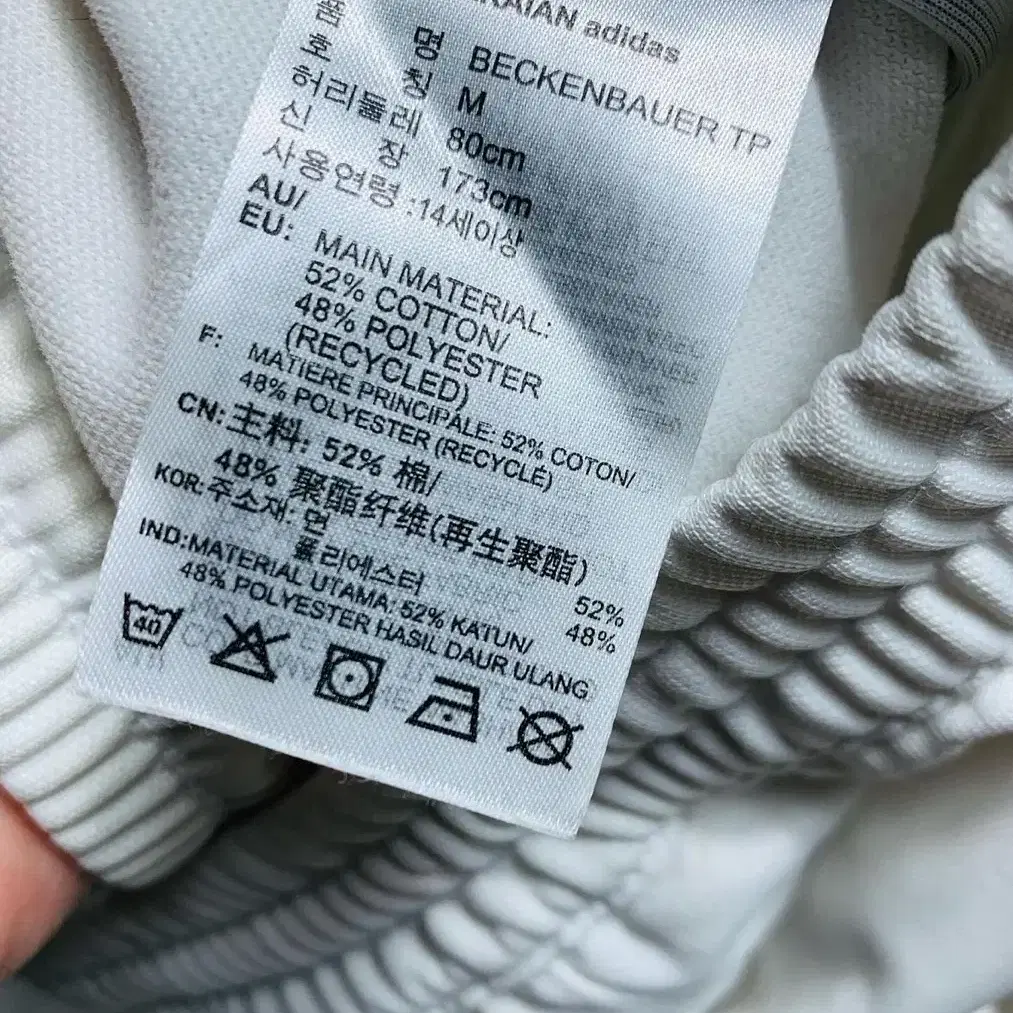 adidas
품 명 BECKENBAUER TP
호 칭 M
허리둘레 80cm
신 장 173cm
사용연령 :14세이상
AU/
EU: MAIN MATERIAL:
52% COTTON/
48% POLYESTER
(RECYCLED)
F: MATIERE PRINCIPALE: 52% COTON/
48% POLYESTER (RECYCLÉ)
CN: 主料: 52% 棉/
48% 聚酯纤维(再生聚酯)
KOR: 주소재: 면 52%
폴리에스터 48%
IND:MATERIAL UTAMA: 52% KATUN/
48% POLYESTER HASIL DAUR ULANG
40